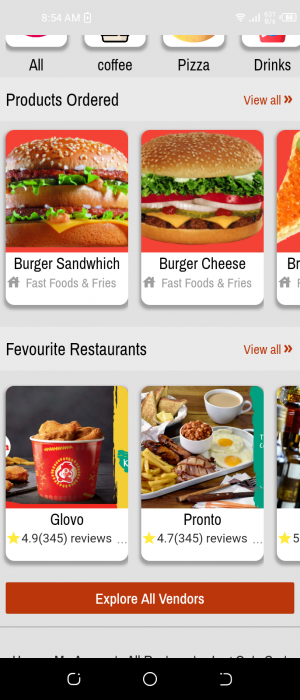 8:54 AM
All coffee Pizza Drinks
Products Ordered View all »
Burger Sandwhich Burger Cheese Br
Fast Foods & Fries Fast Foods & Fries F
Fevourite Restaurants View all »
Glovo Pronto
4.9(345) reviews ... 4.7(345) reviews ... 5
Explore All Vendors